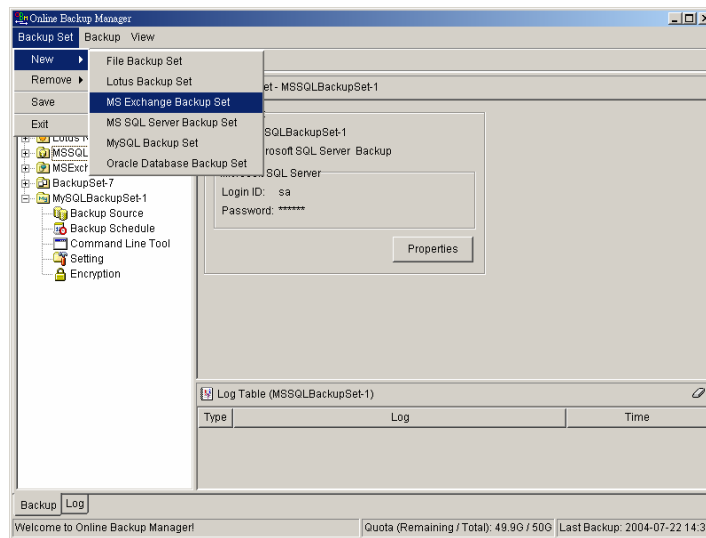 Online Backup Manager
Backup Set Backup View
New
Remove
Save
Exit
File Backup Set
Lotus Backup Set
MS Exchange Backup Set
MS SQL Server Backup Set
MySQL Backup Set
Oracle Database Backup Set
et - MSSQLBackupSet-1
SQLBackupSet-1
rosoft SQL Server Backup
SQL Server
Login ID: sa
Password: ******
Properties
Lotus
MSSQL
MSExch
BackupSet-7
MySQLBackupSet-1
Backup Source
Backup Schedule
Command Line Tool
Setting
Encryption
Log Table (MSSQLBackupSet-1)
Type Log Time
Backup Log
Welcome to Online Backup Manager! Quota (Remaining / Total): 49.9G / 50G Last Backup: 2004-07-22 14:3